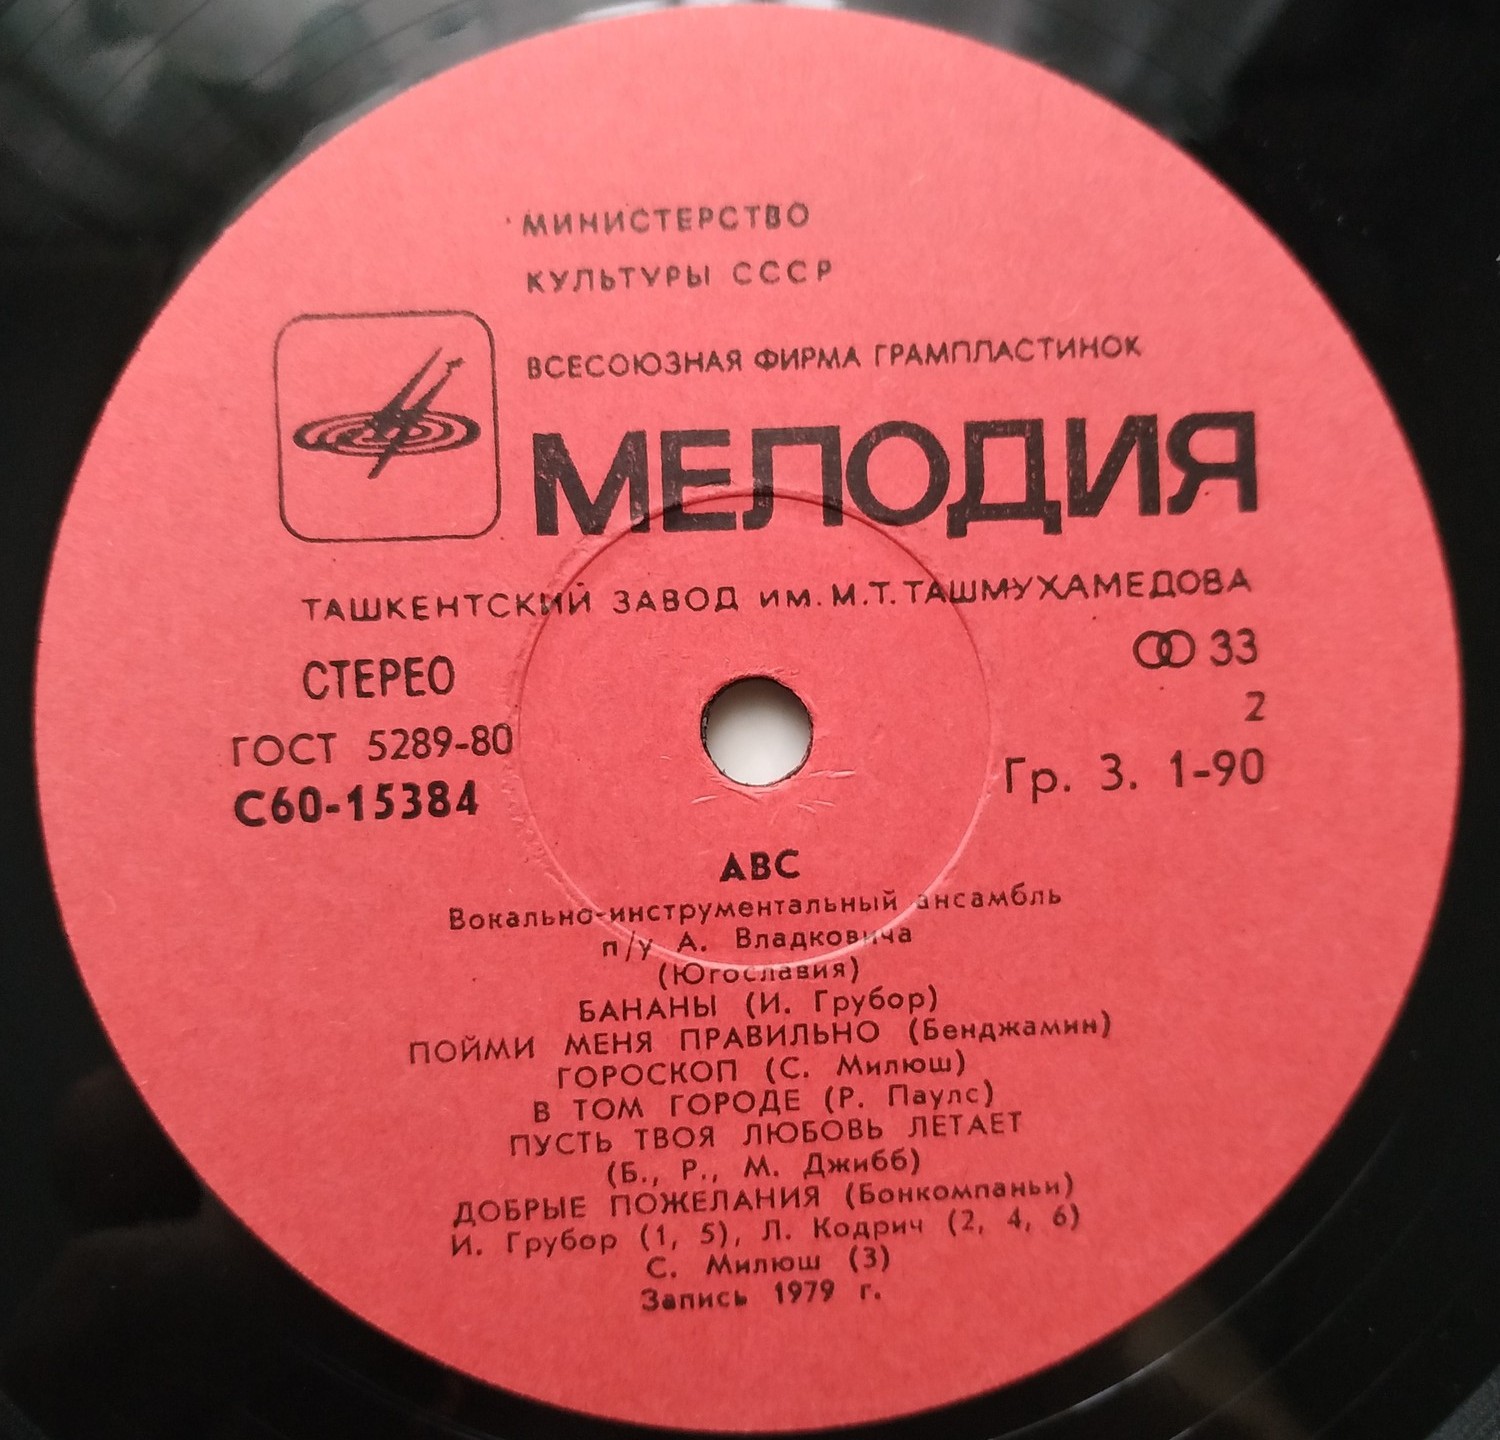 МИНИСТЕРСТВО
КУЛЬТУРЫ СССР
ВСЕСОЮЗНАЯ ФИРМА ГРАМПЛАСТИНОК
МЕЛОДИЯ
ТАШКЕНТСКИЙ ЗАВОД ИМ. М.Т. ТАШМУХАМЕДОВА
СТЕРЕО
33
2
ГОСТ 5289-80
Гр. 3. 1-90
С60-15384
АВС
Вокально-инструментальный ансамбль
п/у А. Владковича
(Югославия)
БАНАНЫ (И. Грубор)
ПОЙМИ МЕНЯ ПРАВИЛЬНО (Бенджамин)
ГОРОСКОП (С. Милюш)
В ТОМ ГОРОДЕ (Р. Паулс)
ПУСТЬ ТВОЯ ЛЮБОВЬ ЛЕТАЕТ
(Б., Р., М. Джибб)
ДОБРЫЕ ПОЖЕЛАНИЯ (Бонкомпаньи)
И. Грубор (1, 5), Л. Кодрич (2, 4, 6)
С. Милюш (3)
Запись 1979 г.